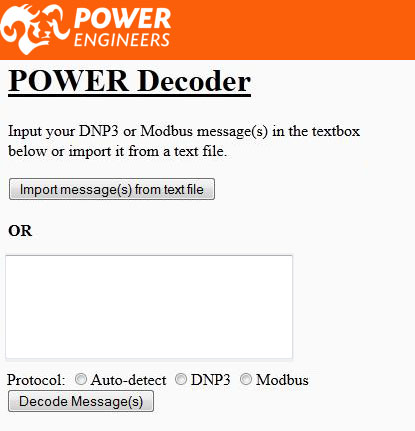 POWER
ENGINEERS
POWER Decoder
Input your DNP3 or Modbus message(s) in the textbox
below or import it from a text file.
Import message(s) from text file
OR
Protocol: Auto-detect DNP3 Modbus
Decode Message(s)